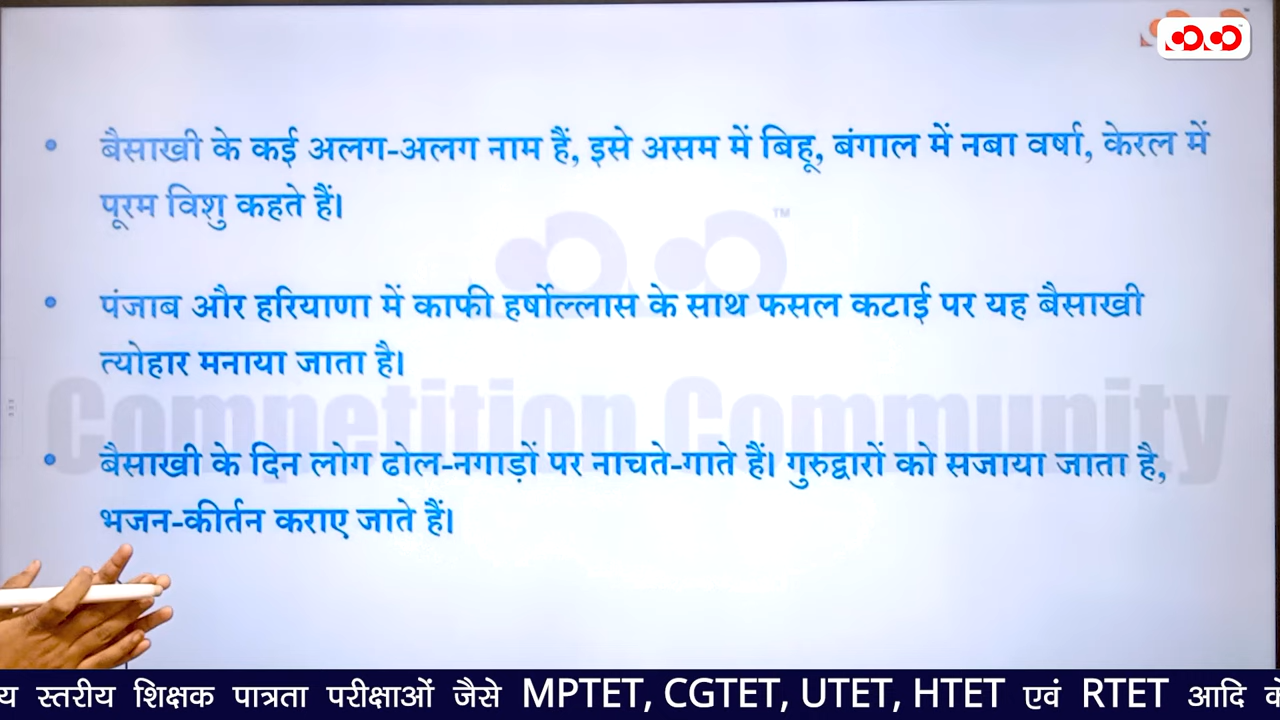 बैसाखी के कई अलग-अलग नाम हैं, इसे असम में बिहू, बंगाल में नबा वर्षा, केरल में
पूरम विशु कहते हैं।
पंजाब और हरियाणा में काफी हर्षोल्लास के साथ फसल कटाई पर यह बैसाखी
त्योहार मनाया जाता है।
Competition Community
बैसाखी के दिन लोग ढोल-नगाड़ों पर नाचते-गाते हैं। गुरुद्वारों को सजाया जाता है,
भजन-कीर्तन कराए जाते हैं।
स्तरीय शिक्षक पात्रता परीक्षाओं जैसे MPTET, CGTET, UTET, HTET एवं RTET आदि